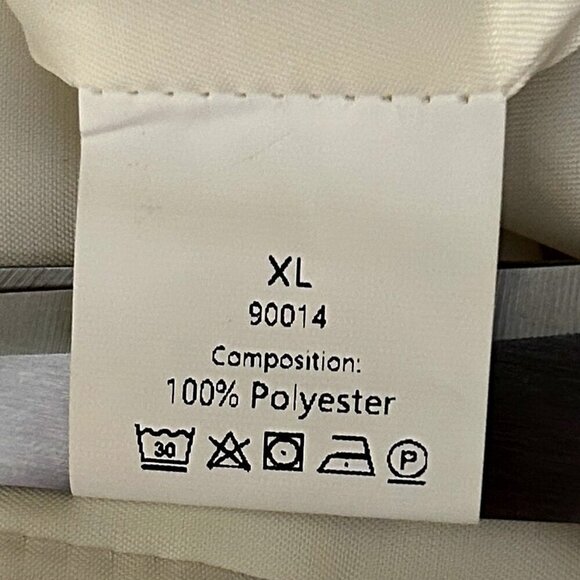 XL
90014
Composition:
100% Polyester
30 P